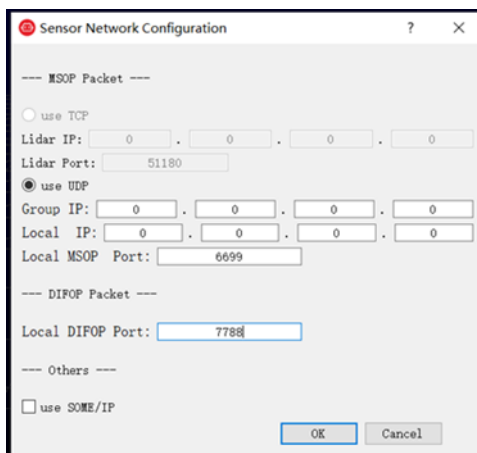 Sensor Network Configuration ? ×
--- MSOP Packet ---
use TCP
Lidar IP: 0 . 0 . 0 . 0
Lidar Port: 51180
use UDP
Group IP: 0 . 0 . 0 . 0
Local IP: 0 . 0 . 0 . 0
Local MSOP Port: 6699
--- DIFOP Packet ---
Local DIFOP Port: 7788
--- Others ---
use SOME/IP
OK Cancel